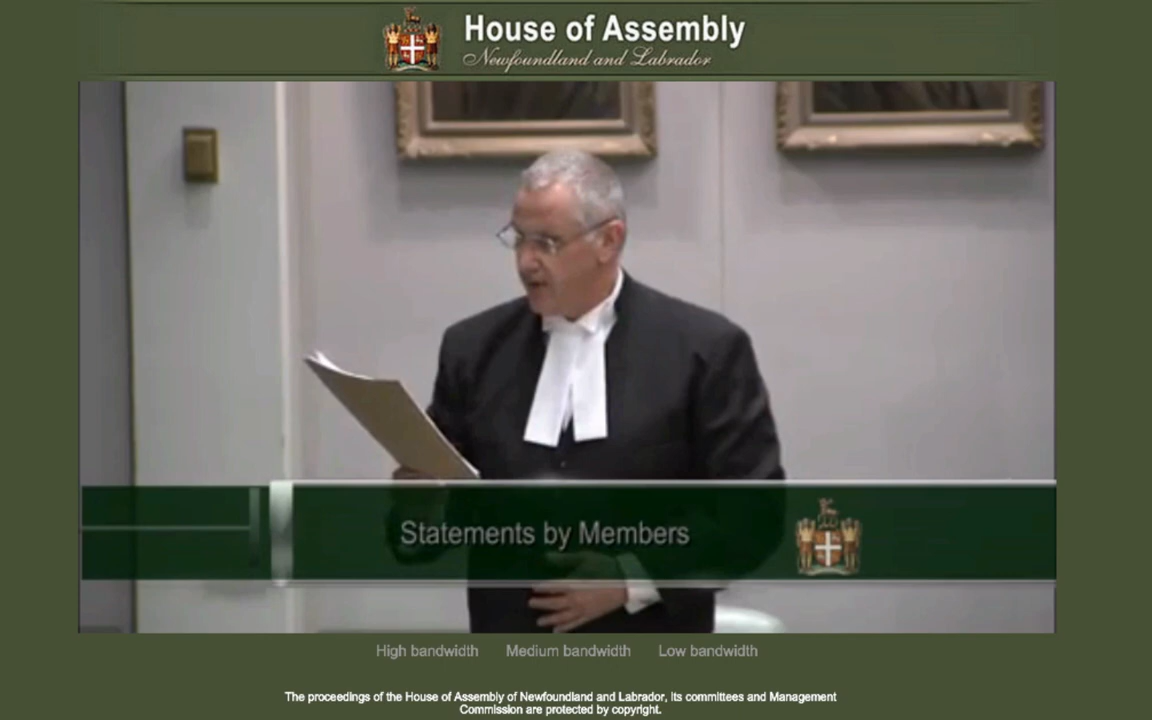 House of Assembly
Newfoundland and Labrador
Statements by Members
High bandwidth Medium bandwidth Low bandwidth
The proceedings of the House of Assembly of Newfoundland and Labrador, its committees and Management
Commission are protected by copyright.